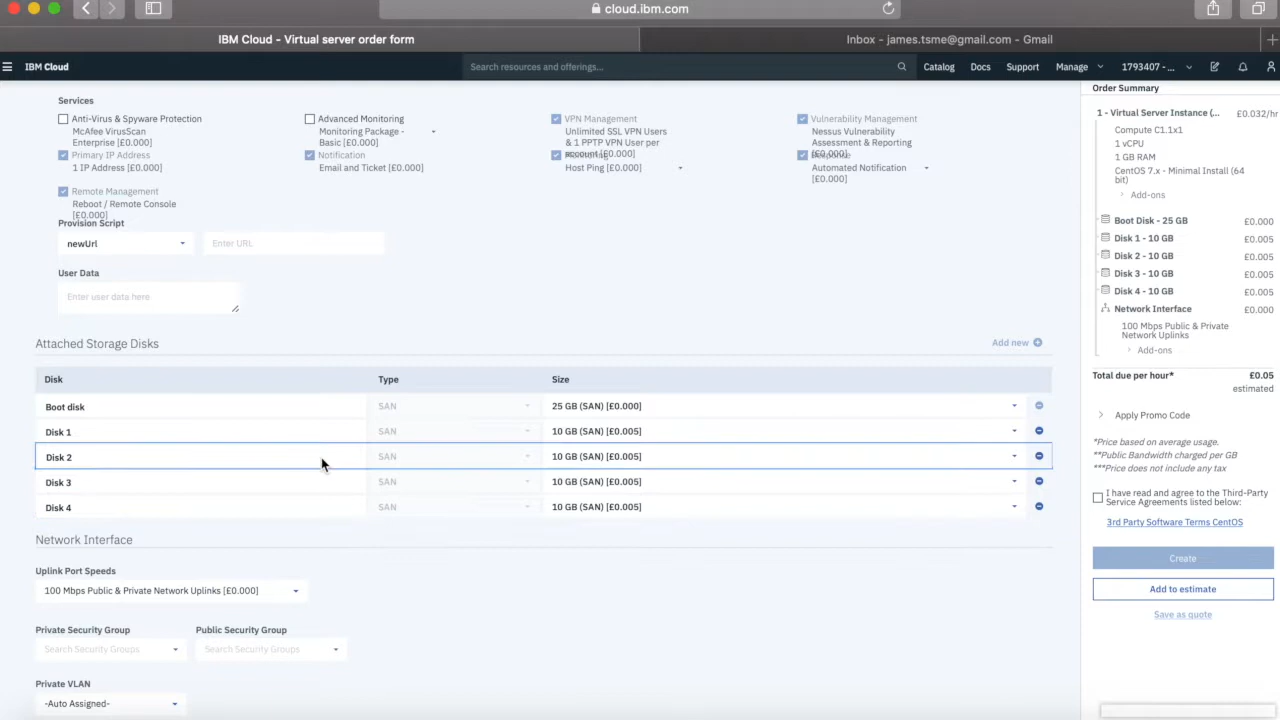 cloud.ibm.com
IBM Cloud - Virtual server order form
Inbox - james.tsme@gmail.com - Gmail
IBM Cloud
Search resources and offerings...
Catalog
Docs
Support
Manage
1793407 - ...
Services
Anti-Virus & Spyware Protection
McAfee VirusScan
Enterprise [£0.000]
Advanced Monitoring
Monitoring Package -
Basic [£0.000]
VPN Management
Unlimited SSL VPN Users
& 1 PPTP VPN User per
account [£0.000]
Vulnerability Management
Nessus Vulnerability
Assessment & Reporting
[£0.000]
Primary IP Address
1 IP Address [£0.000]
Notification
Email and Ticket [£0.000]
Host Ping [£0.000]
Response
Automated Notification
[£0.000]
Remote Management
Reboot / Remote Console
[£0.000]
Provision Script
newUrl
Enter URL
User Data
Enter user data here
Attached Storage Disks
Add new
Disk Type Size
Boot disk SAN 25 GB (SAN) [£0.000]
Disk 1 SAN 10 GB (SAN) [£0.005]
Disk 2 SAN 10 GB (SAN) [£0.005]
Disk 3 SAN 10 GB (SAN) [£0.005]
Disk 4 SAN 10 GB (SAN) [£0.005]
Network Interface
Uplink Port Speeds
100 Mbps Public & Private Network Uplinks [£0.000]
Private Security Group
Search Security Groups
Public Security Group
Search Security Groups
Private VLAN
-Auto Assigned-
Order Summary
1 - Virtual Server Instance (... £0.032/hr
Compute C1.1x1
1 vCPU
1 GB RAM
CentOS 7.x - Minimal Install (64
bit)
Add-ons
Boot Disk - 25 GB £0.000
Disk 1 - 10 GB £0.005
Disk 2 - 10 GB £0.005
Disk 3 - 10 GB £0.005
Disk 4 - 10 GB £0.005
Network Interface £0.000
100 Mbps Public & Private
Network Uplinks
Add-ons
Total due per hour* £0.05
estimated
Apply Promo Code
*Price based on average usage.
**Public Bandwidth charged per GB
***Price does not include any tax
I have read and agree to the Third-Party
Service Agreements listed below:
3rd Party Software Terms CentOS
Create
Add to estimate
Save as quote